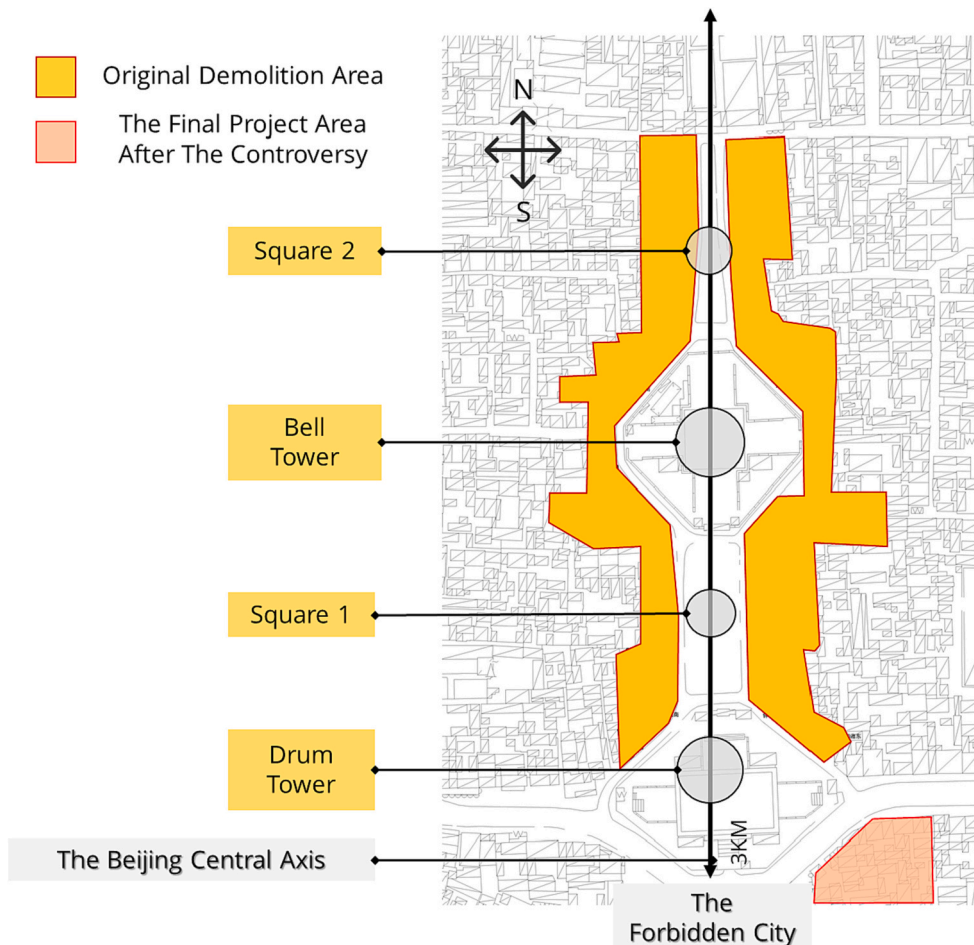 Original Demolition Area
The Final Project Area
After The Controversy
N
S
Square 2
Bell
Tower
Square 1
Drum
Tower
The Beijing Central Axis
3KM
The
Forbidden City